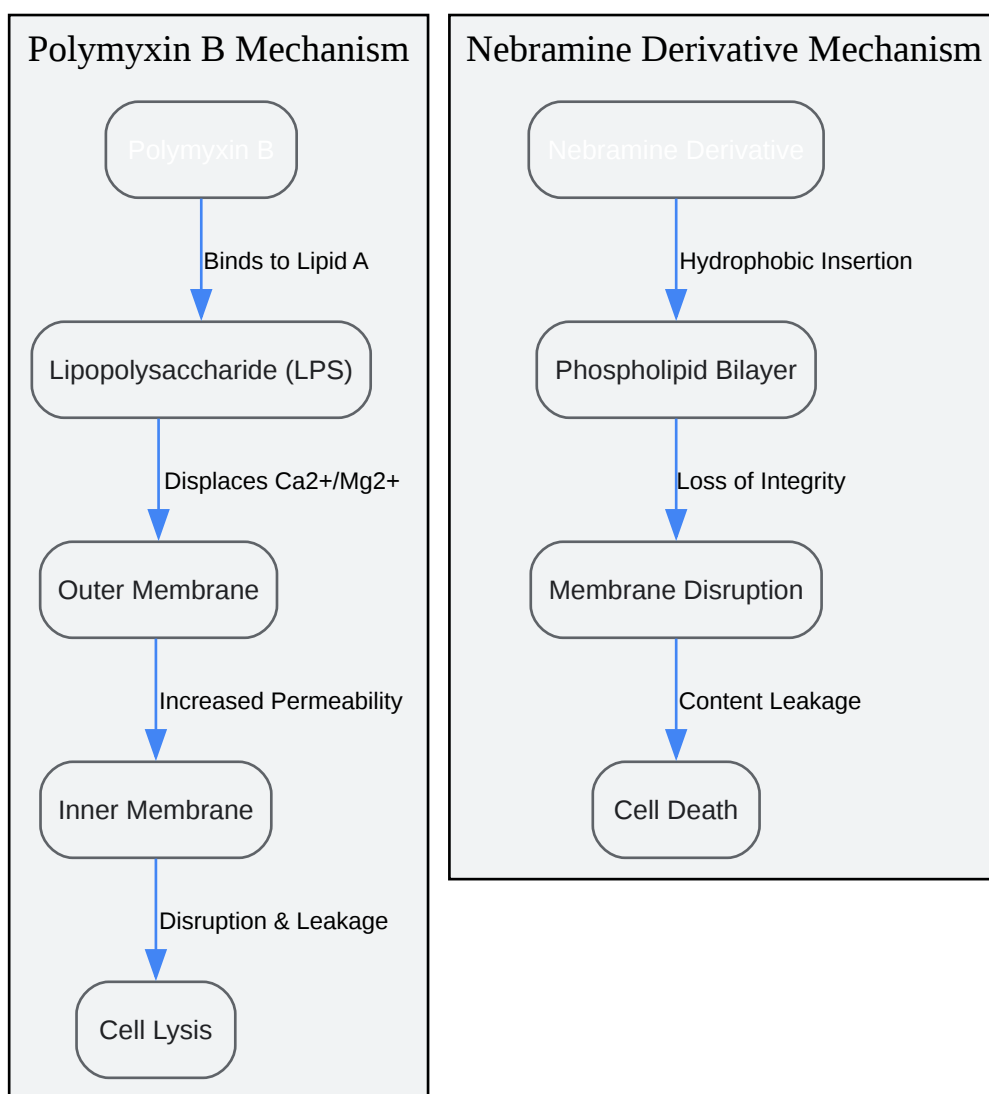 Polymyxin B Mechanism
Polymyxin B
Binds to Lipid A
Lipopolysaccharide (LPS)
Displaces Ca2+/Mg2+
Outer Membrane
Increased Permeability
Inner Membrane
Disruption & Leakage
Cell Lysis
Nebramine Derivative Mechanism
Nebramine Derivative
Hydrophobic Insertion
Phospholipid Bilayer
Loss of Integrity
Membrane Disruption
Content Leakage
Cell Death